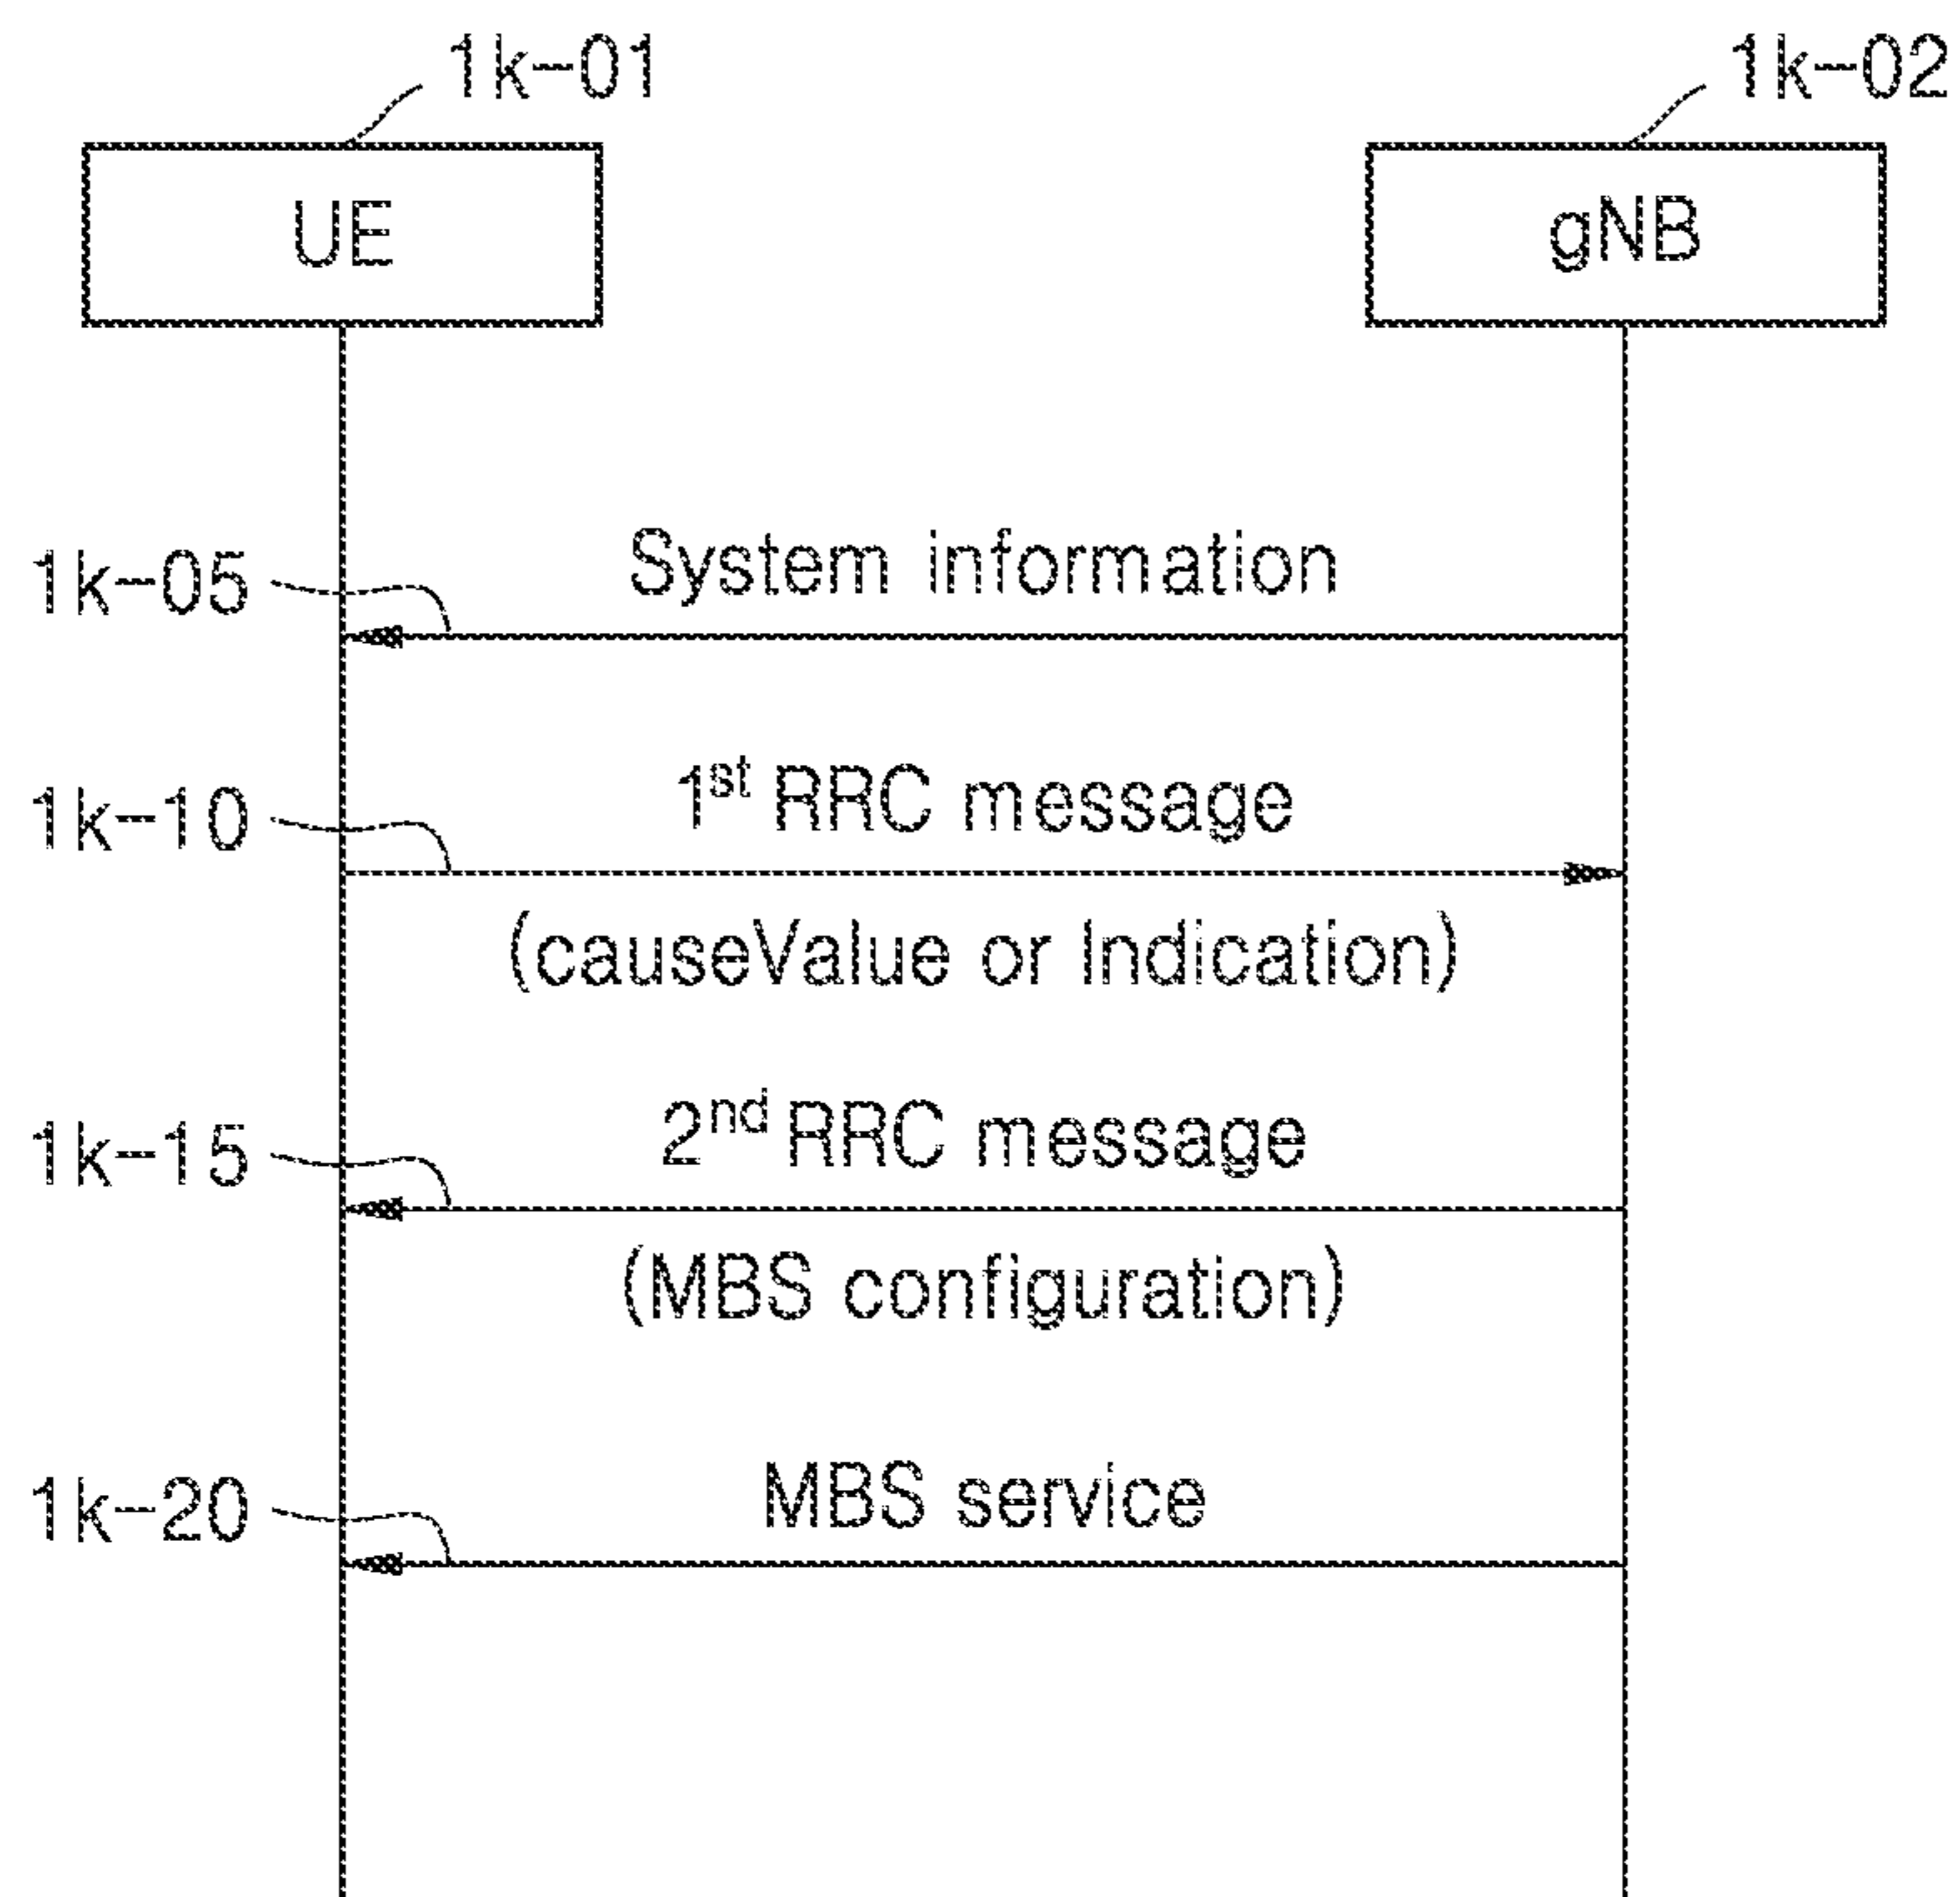 1k-01
1k-02
UE
gNB
System information
1k-05
1st RRC message
1k-10
(causeValue or Indication)
2nd RRC message
1k-15
(MBS configuration)
MBS service
1k-20